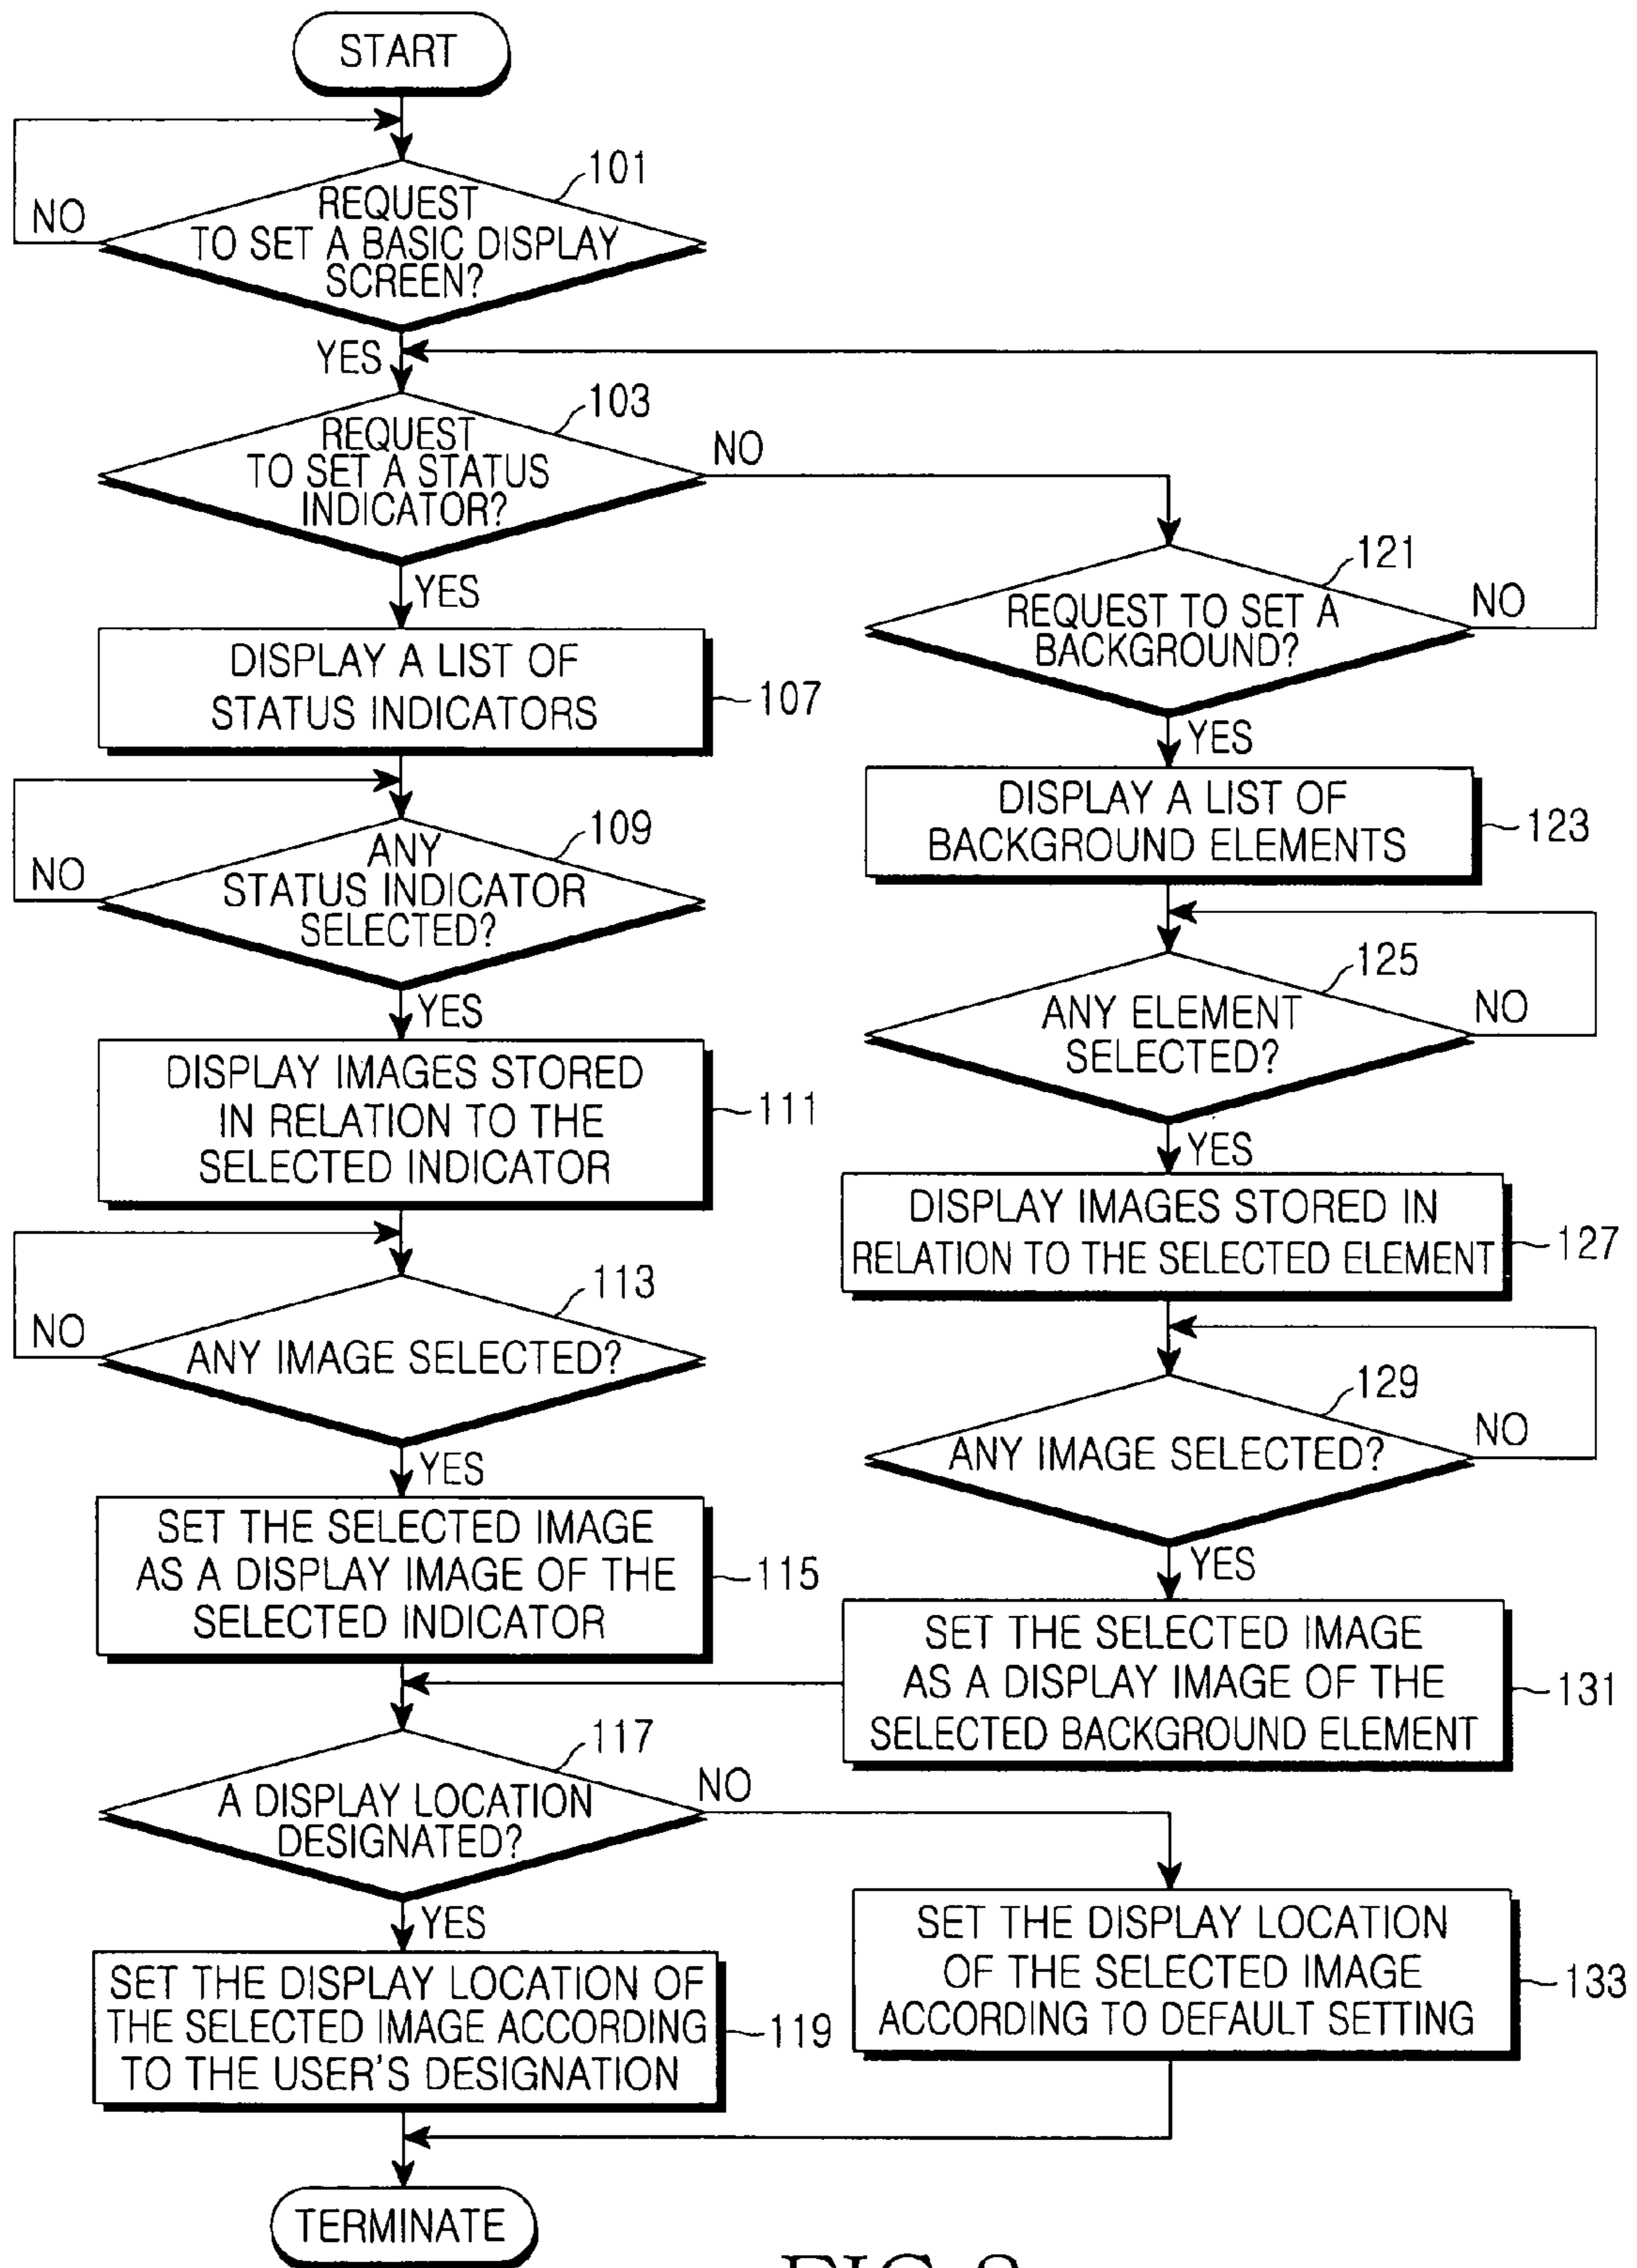 START
101
REQUEST
TO SET A BASIC DISPLAY
SCREEN?
NO
YES
103
REQUEST
TO SET A STATUS
INDICATOR?
NO
YES
121
REQUEST TO SET A
BACKGROUND?
NO
YES
DISPLAY A LIST OF
STATUS INDICATORS
107
DISPLAY A LIST OF
BACKGROUND ELEMENTS
123
109
ANY
STATUS INDICATOR
SELECTED?
NO
YES
125
ANY ELEMENT
SELECTED?
NO
YES
DISPLAY IMAGES STORED
IN RELATION TO THE
SELECTED INDICATOR
111
DISPLAY IMAGES STORED IN
RELATION TO THE SELECTED ELEMENT
127
113
ANY IMAGE SELECTED?
NO
YES
129
ANY IMAGE SELECTED?
NO
YES
SET THE SELECTED IMAGE
AS A DISPLAY IMAGE OF THE
SELECTED INDICATOR
115
SET THE SELECTED IMAGE
AS A DISPLAY IMAGE OF THE
SELECTED BACKGROUND ELEMENT
131
117
A DISPLAY LOCATION
DESIGNATED?
NO
YES
SET THE DISPLAY LOCATION OF
THE SELECTED IMAGE ACCORDING
TO THE USER'S DESIGNATION
119
SET THE DISPLAY LOCATION
OF THE SELECTED IMAGE
ACCORDING TO DEFAULT SETTING
133
TERMINATE